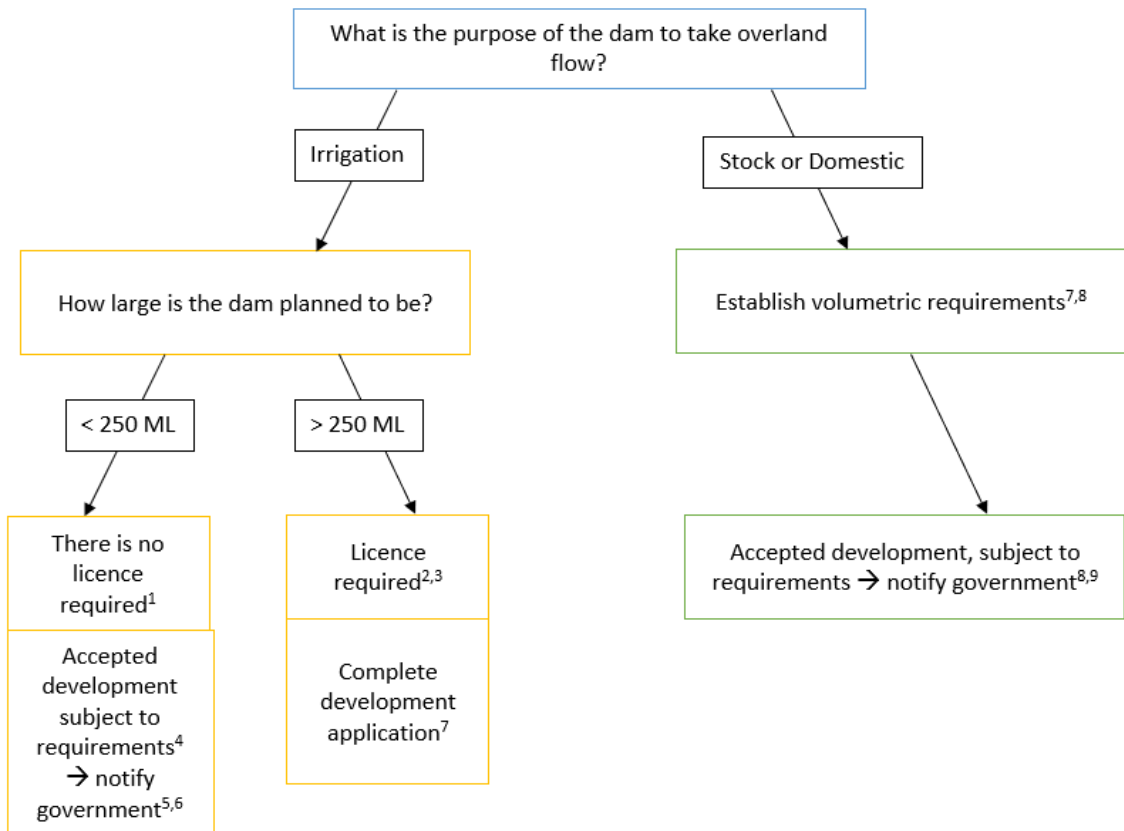 What is the purpose of the dam to take overland
flow?
Irrigation
Stock or Domestic
How large is the dam planned to be?
Establish volumetric requirements7,8
< 250 ML
> 250 ML
There is no
licence
required1
Licence
required2,3
Accepted development, subject to
requirements → notify government8,9
Accepted
development
subject to
requirements4
→ notify
government5,6
Complete
development
application7